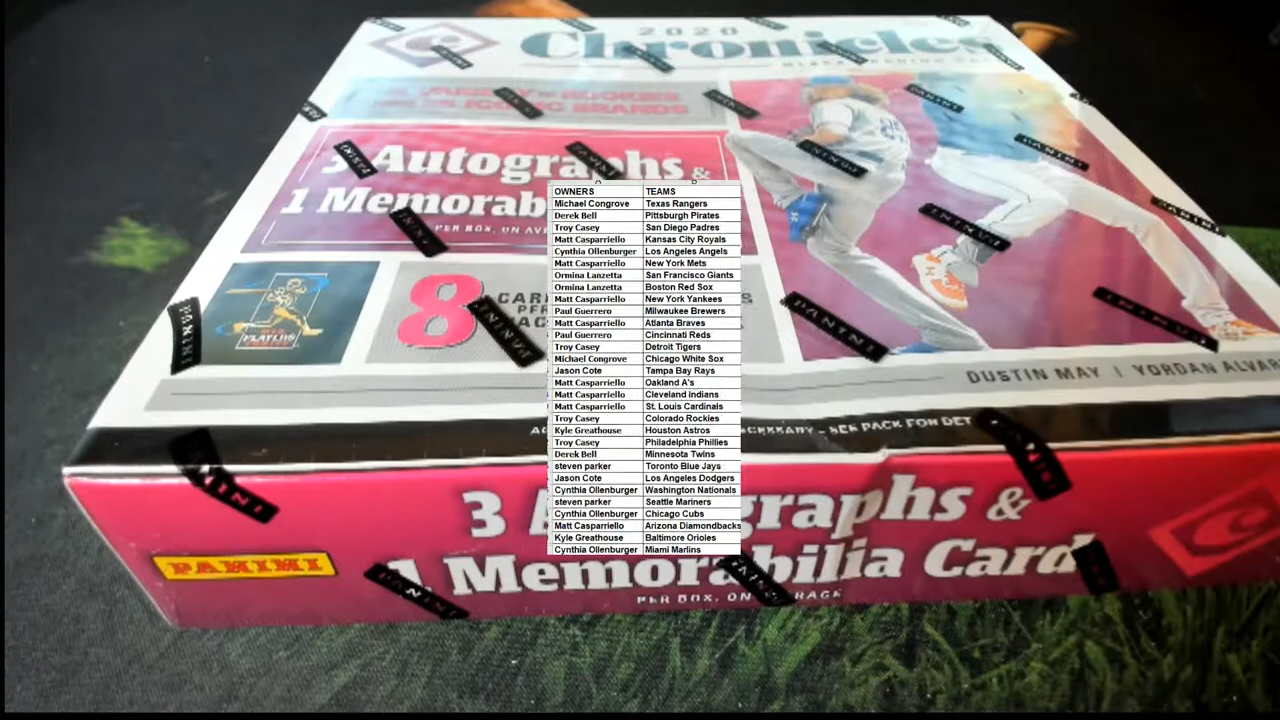 2020
Chronicles
3 Autographs &
1 Memorab
PER BOX, ON AV
8
DUSTIN MAY | YORDAN ALVAR
SEE PACK FOR DET
3 A graphs &
1 Memorabilia Card
PER BOX, ON RAGE
PANINI
OWNERS TEAMS
Michael Congrove Texas Rangers
Derek Bell Pittsburgh Pirates
Troy Casey San Diego Padres
Matt Casparriello Kansas City Royals
Cynthia Ollenburger Los Angeles Angels
Matt Casparriello New York Mets
Ormina Lanzetta San Francisco Giants
Ormina Lanzetta Boston Red Sox
Matt Casparriello New York Yankees
Paul Guerrero Milwaukee Brewers
Matt Casparriello Atlanta Braves
Paul Guerrero Cincinnati Reds
Troy Casey Detroit Tigers
Michael Congrove Chicago White Sox
Jason Cote Tampa Bay Rays
Matt Casparriello Oakland A's
Matt Casparriello Cleveland Indians
Matt Casparriello St. Louis Cardinals
Troy Casey Colorado Rockies
Kyle Greathouse Houston Astros
Troy Casey Philadelphia Phillies
Derek Bell Minnesota Twins
steven parker Toronto Blue Jays
Jason Cote Los Angeles Dodgers
Cynthia Ollenburger Washington Nationals
steven parker Seattle Mariners
Cynthia Ollenburger Chicago Cubs
Matt Casparriello Arizona Diamondbacks
Kyle Greathouse Baltimore Orioles
Cynthia Ollenburger Miami Marlins